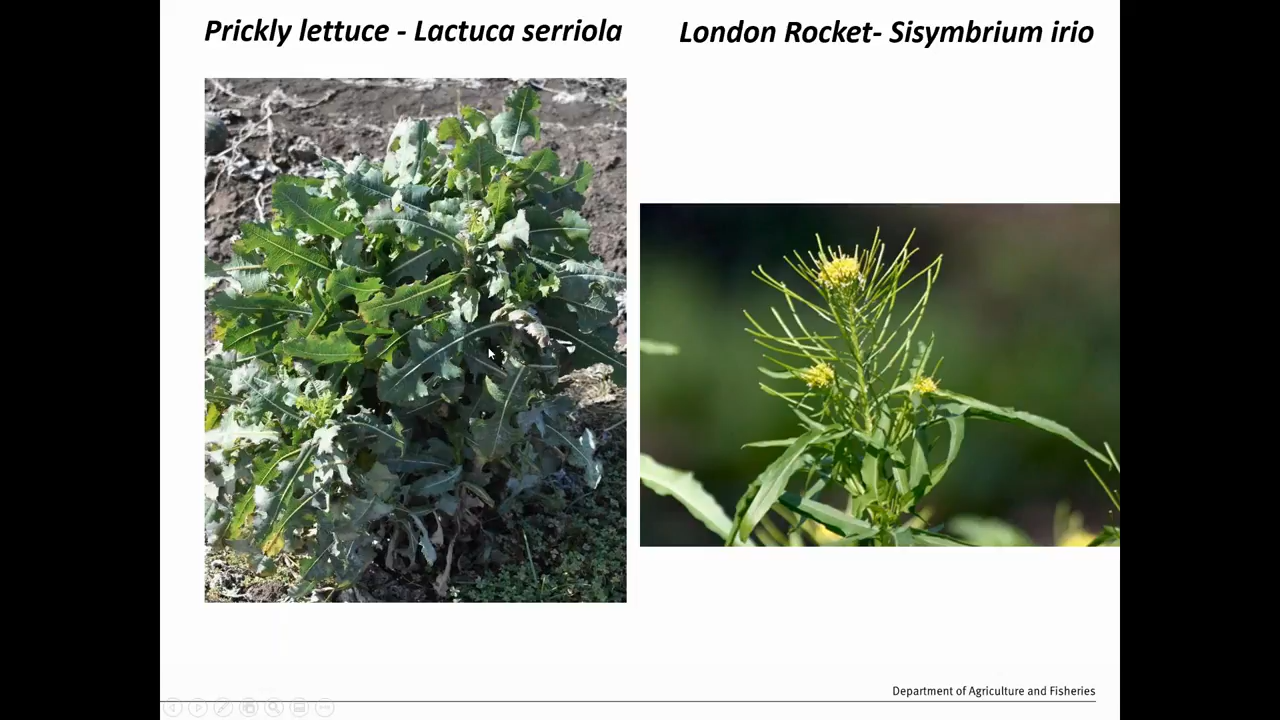 Prickly lettuce - Lactuca serriola
London Rocket- Sisymbrium irio
Department of Agriculture and Fisheries